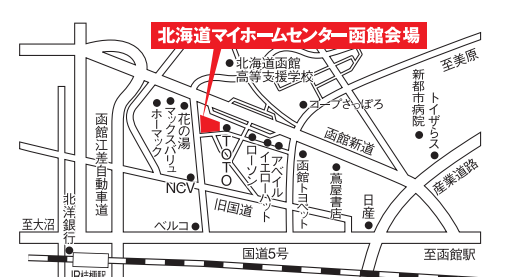 北海道マイホームセンター函館会場
至美原
北海道函館
高等支援学校
コープさっぽろ
新都市病院
トイザらス
ホーマック
マックスバリュ
花の湯
TOTO
函館新道
函館江差自動車道
ローソン
イエローハット
アベイル
函館トヨペット
蔦屋書店
産業道路
NCV
旧国道
日産
北洋銀行
至大沼
ベルコ
国道5号
至函館駅
JR桔梗駅